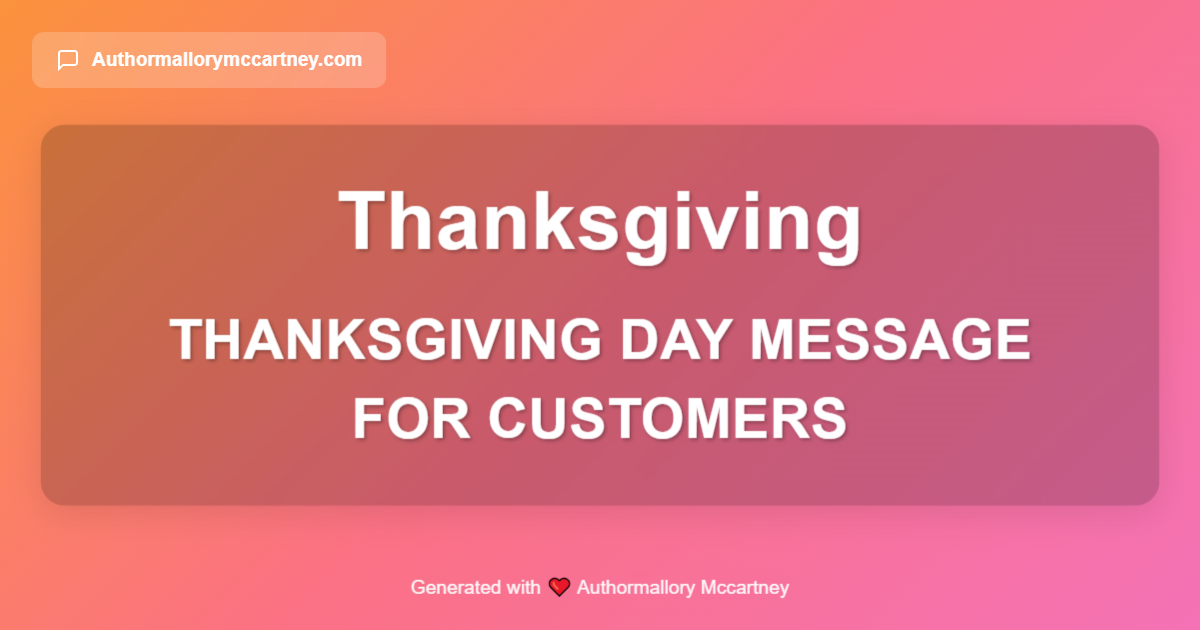 Authormallorymccartney.com
Thanksgiving
THANKSGIVING DAY MESSAGE
FOR CUSTOMERS
Generated with ❤️ Authormallory Mccartney